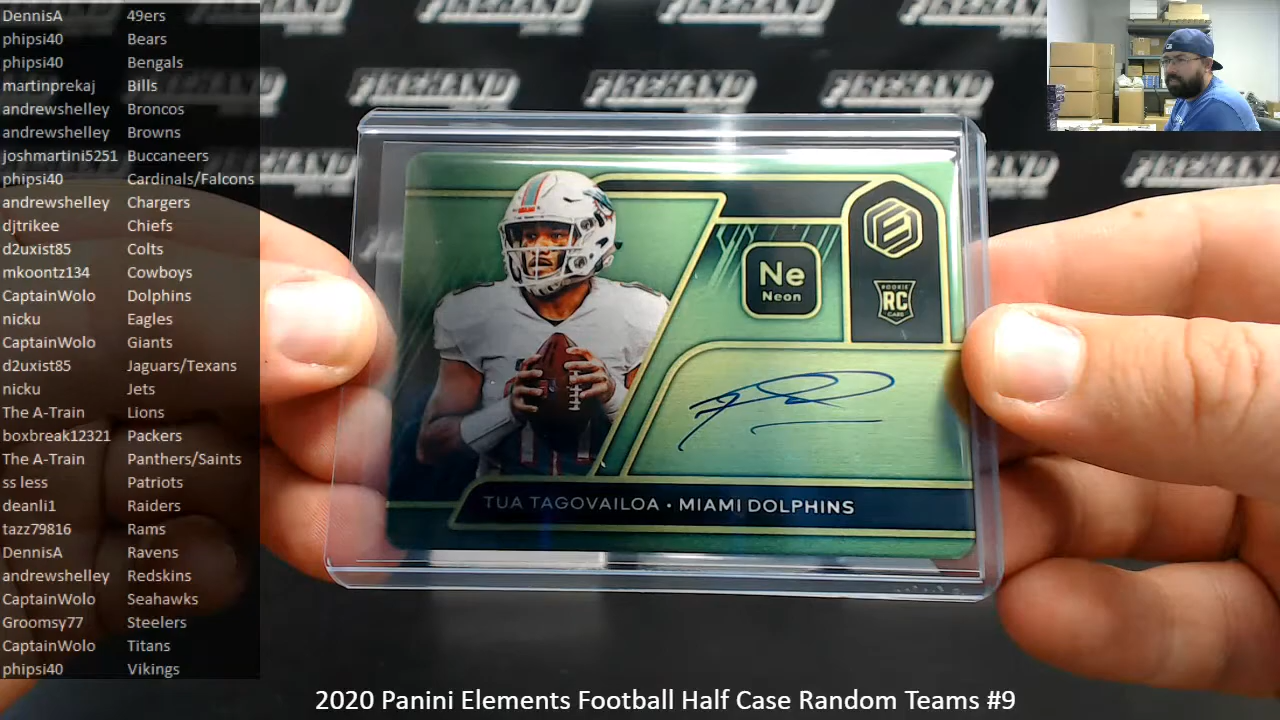 DennisA 49ers
phipsi40 Bears
phipsi40 Bengals
martinprekaj Bills
andrewshelley Broncos
andrewshelley Browns
joshmartini5251 Buccaneers
phipsi40 Cardinals/Falcons
andrewshelley Chargers
djtrikee Chiefs
d2uxist85 Colts
mkoontz134 Cowboys
CaptainWolo Dolphins
nicku Eagles
CaptainWolo Giants
d2uxist85 Jaguars/Texans
nicku Jets
The A-Train Lions
boxbreak12321 Packers
The A-Train Panthers/Saints
ss less Patriots
deanli1 Raiders
tazz79816 Rams
DennisA Ravens
andrewshelley Redskins
CaptainWolo Seahawks
Groomsy77 Steelers
CaptainWolo Titans
phipsi40 Vikings
FIREHAND
FIREHAND
FIREHAND
FIREHAND
Ne
Neon
ROOKIE
RC
CARD
TUA TAGOVAILOA · MIAMI DOLPHINS
2020 Panini Elements Football Half Case Random Teams #9